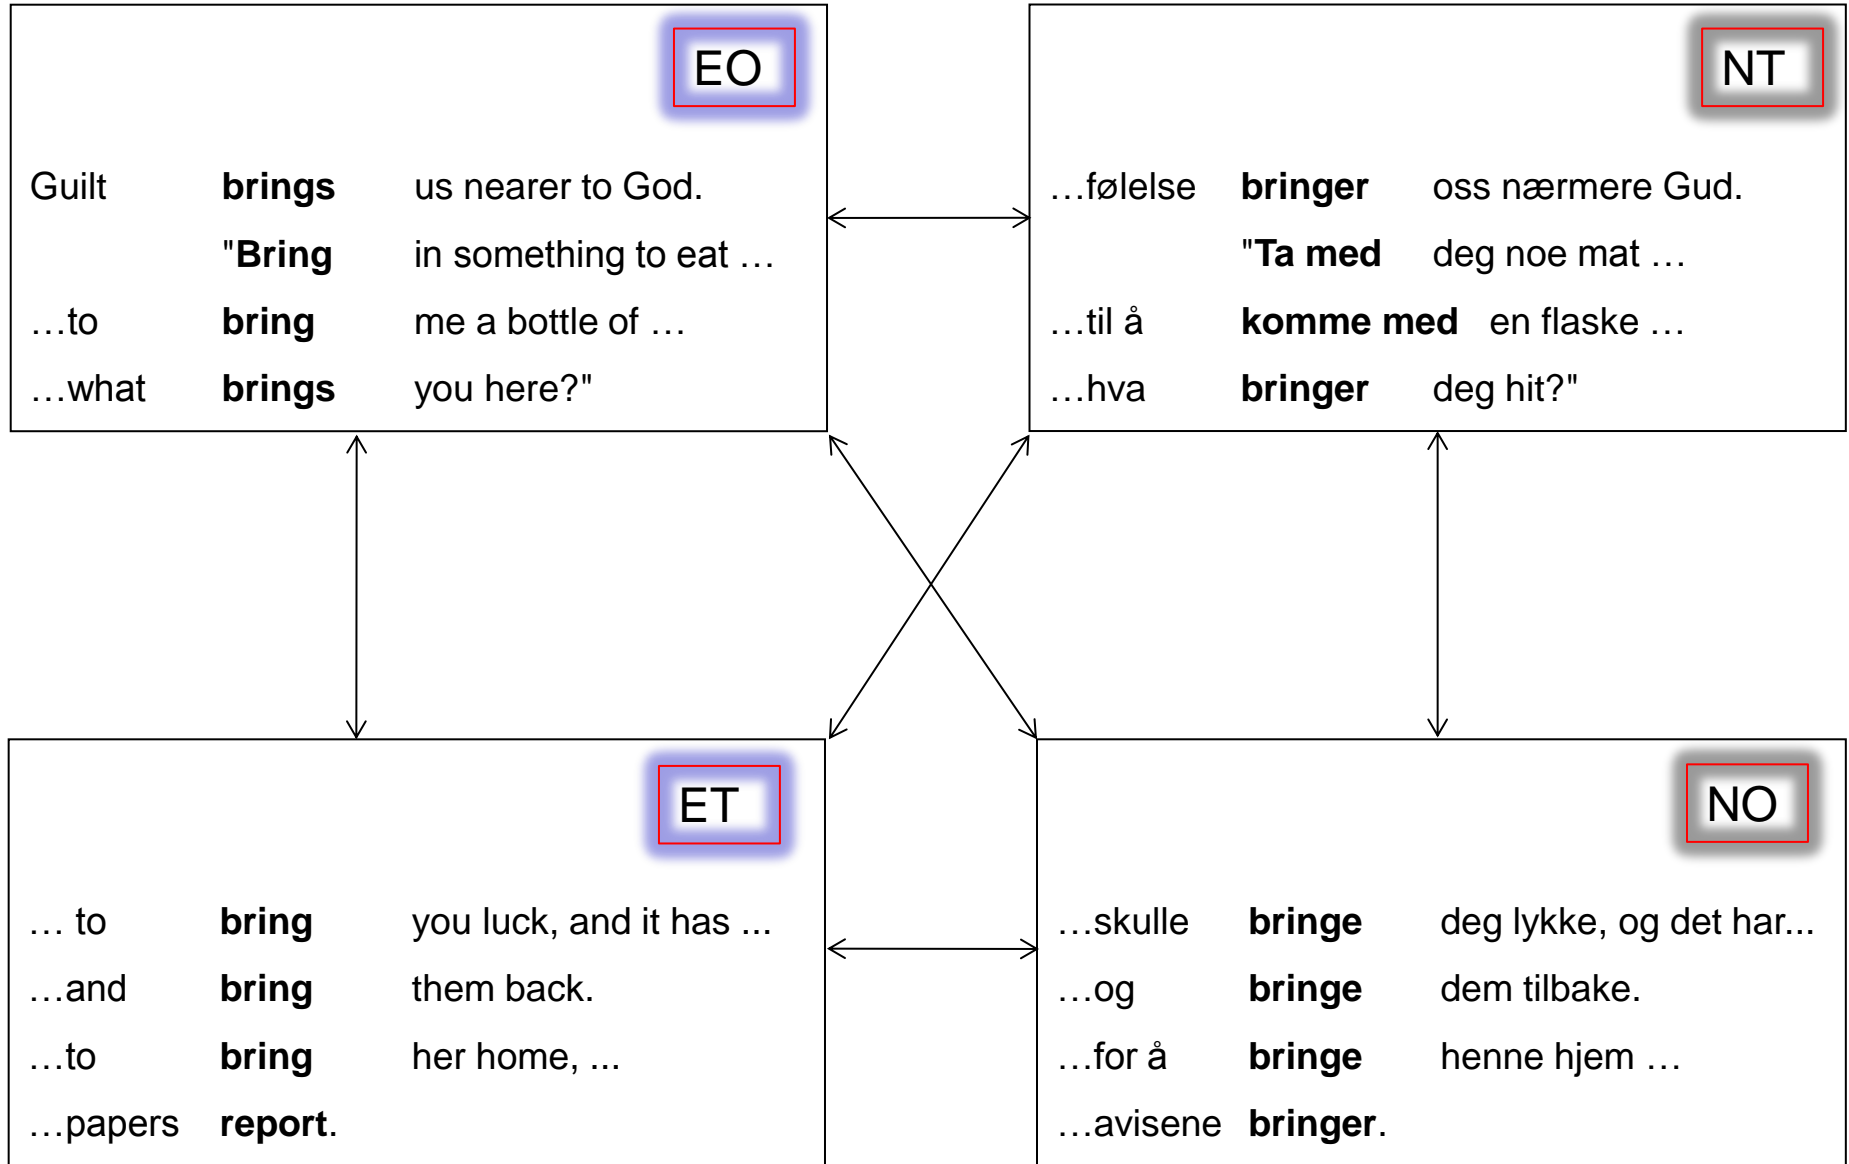 EO
Guilt brings us nearer to God.
"Bring in something to eat …
…to bring me a bottle of …
…what brings you here?"
NT
…følelse bringer oss nærmere Gud.
"Ta med deg noe mat …
…til å komme med en flaske …
…hva bringer deg hit?"
ET
… to bring you luck, and it has ...
…and bring them back.
…to bring her home, ...
…papers report.
NO
…skulle bringe deg lykke, og det har...
…og bringe dem tilbake.
…for å bringe henne hjem …
…avisene bringer.